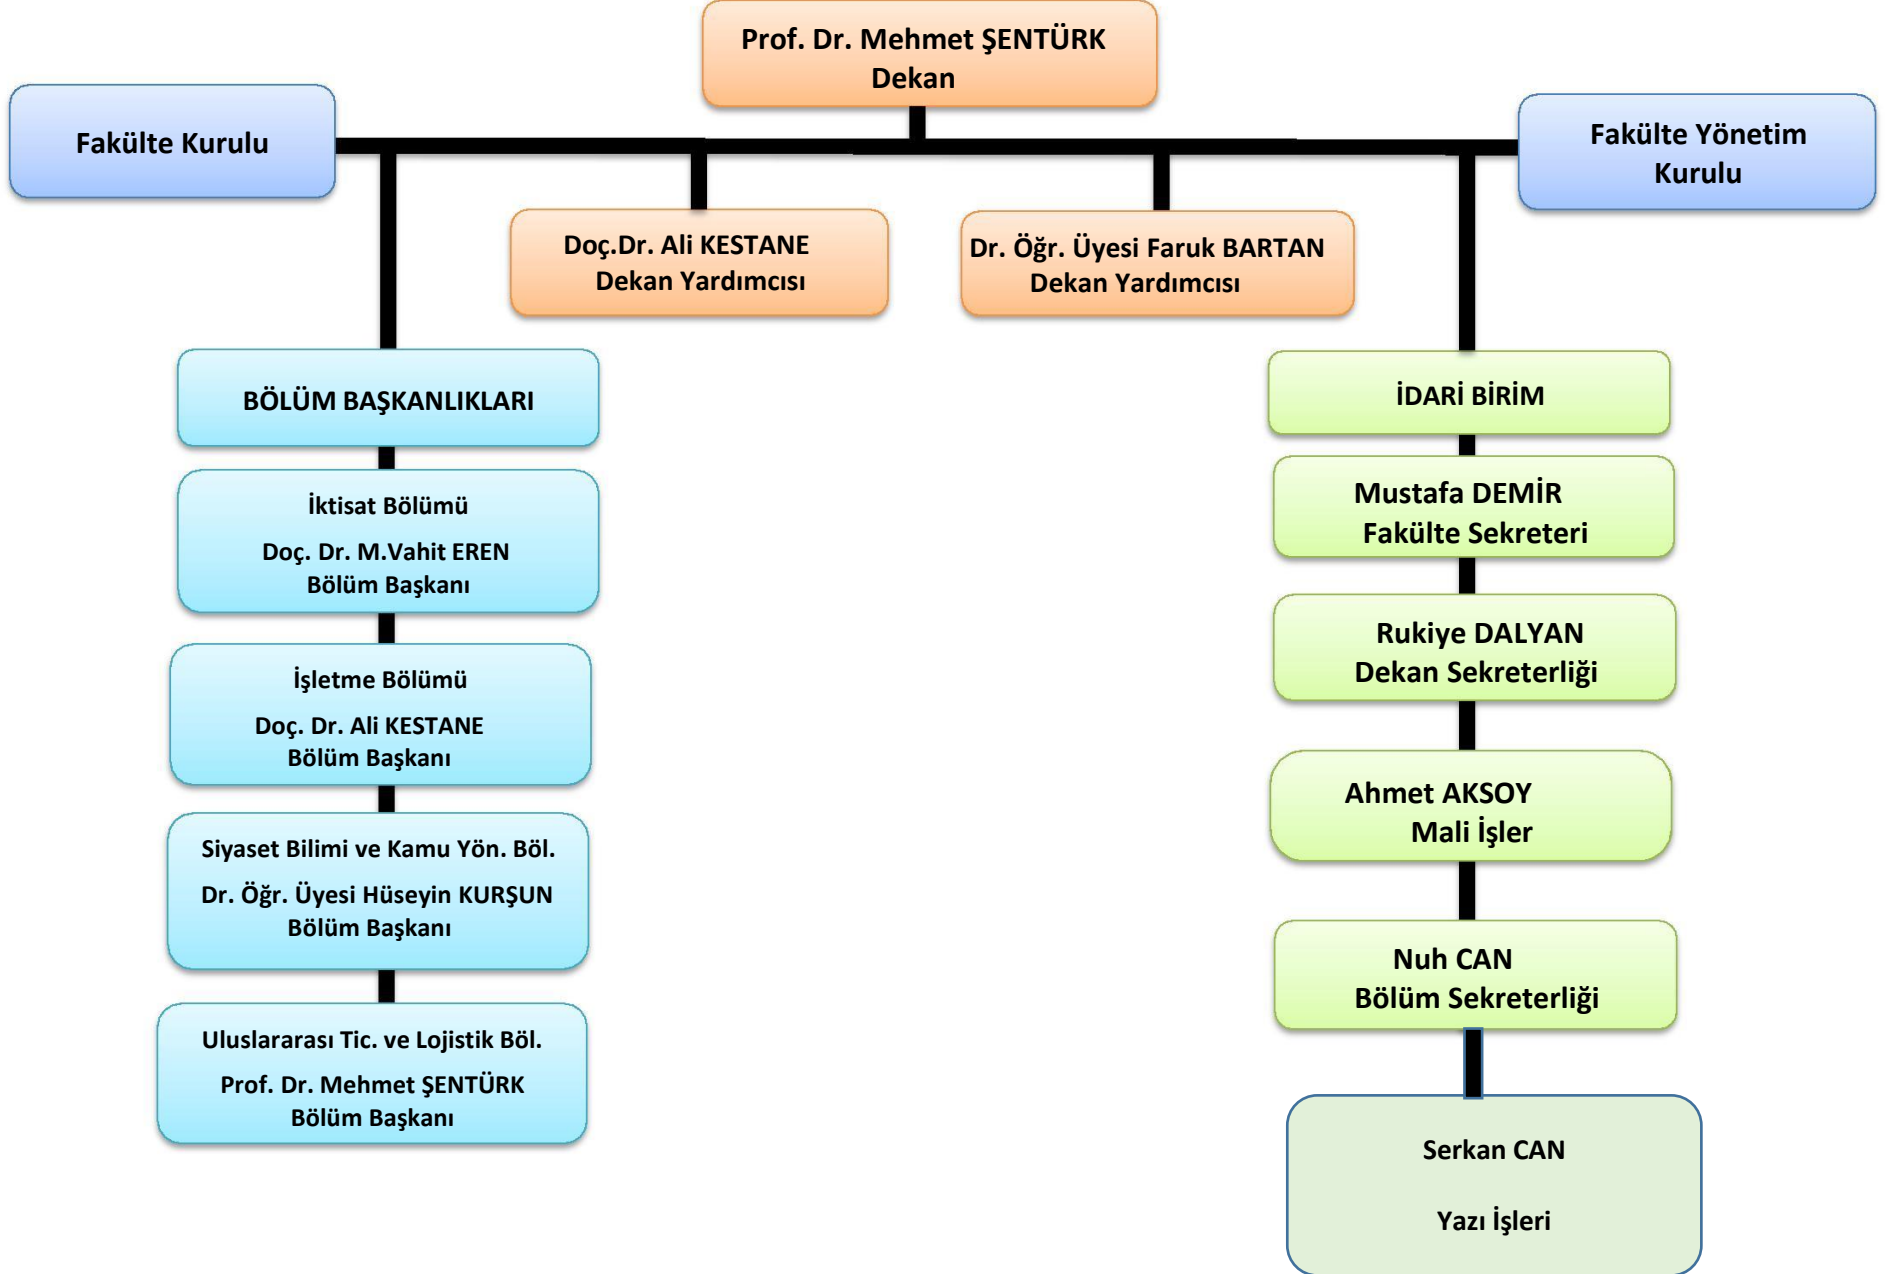 Prof. Dr. Mehmet ŞENTÜRK
Dekan
Fakülte Kurulu
Fakülte Yönetim
Kurulu
Doç.Dr. Ali KESTANE
Dekan Yardımcısı
Dr. Öğr. Üyesi Faruk BARTAN
Dekan Yardımcısı
BÖLÜM BAŞKANLIKLARI
İktisat Bölümü
Doç. Dr. M.Vahit EREN
Bölüm Başkanı
İşletme Bölümü
Doç. Dr. Ali KESTANE
Bölüm Başkanı
Siyaset Bilimi ve Kamu Yön. Böl.
Dr. Öğr. Üyesi Hüseyin KURŞUN
Bölüm Başkanı
Uluslararası Tic. ve Lojistik Böl.
Prof. Dr. Mehmet ŞENTÜRK
Bölüm Başkanı
İDARİ BİRİM
Mustafa DEMİR
Fakülte Sekreteri
Rukiye DALYAN
Dekan Sekreterliği
Ahmet AKSOY
Mali İşler
Nuh CAN
Bölüm Sekreterliği
Serkan CAN
Yazı İşleri